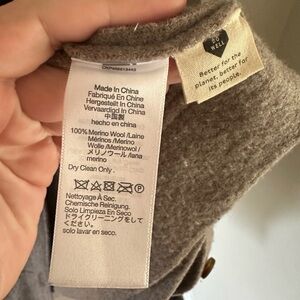 Made In China
Fabriqué En Chine
Hergestellt In China
中国製
hecho en china
100% Merino Wool /Laine
Mérinos /Merino
Wolle /Merinowol /
メリノウール /lana
merino
Dry Clean Only .
Nettoyage À Sec.
Chemische Reinigung.
Solo Limpieza En Seco
ドライクリーニングをして
ください。
solo lavar en seco.
DO
WELL
Better for the
planet, better for
its people.